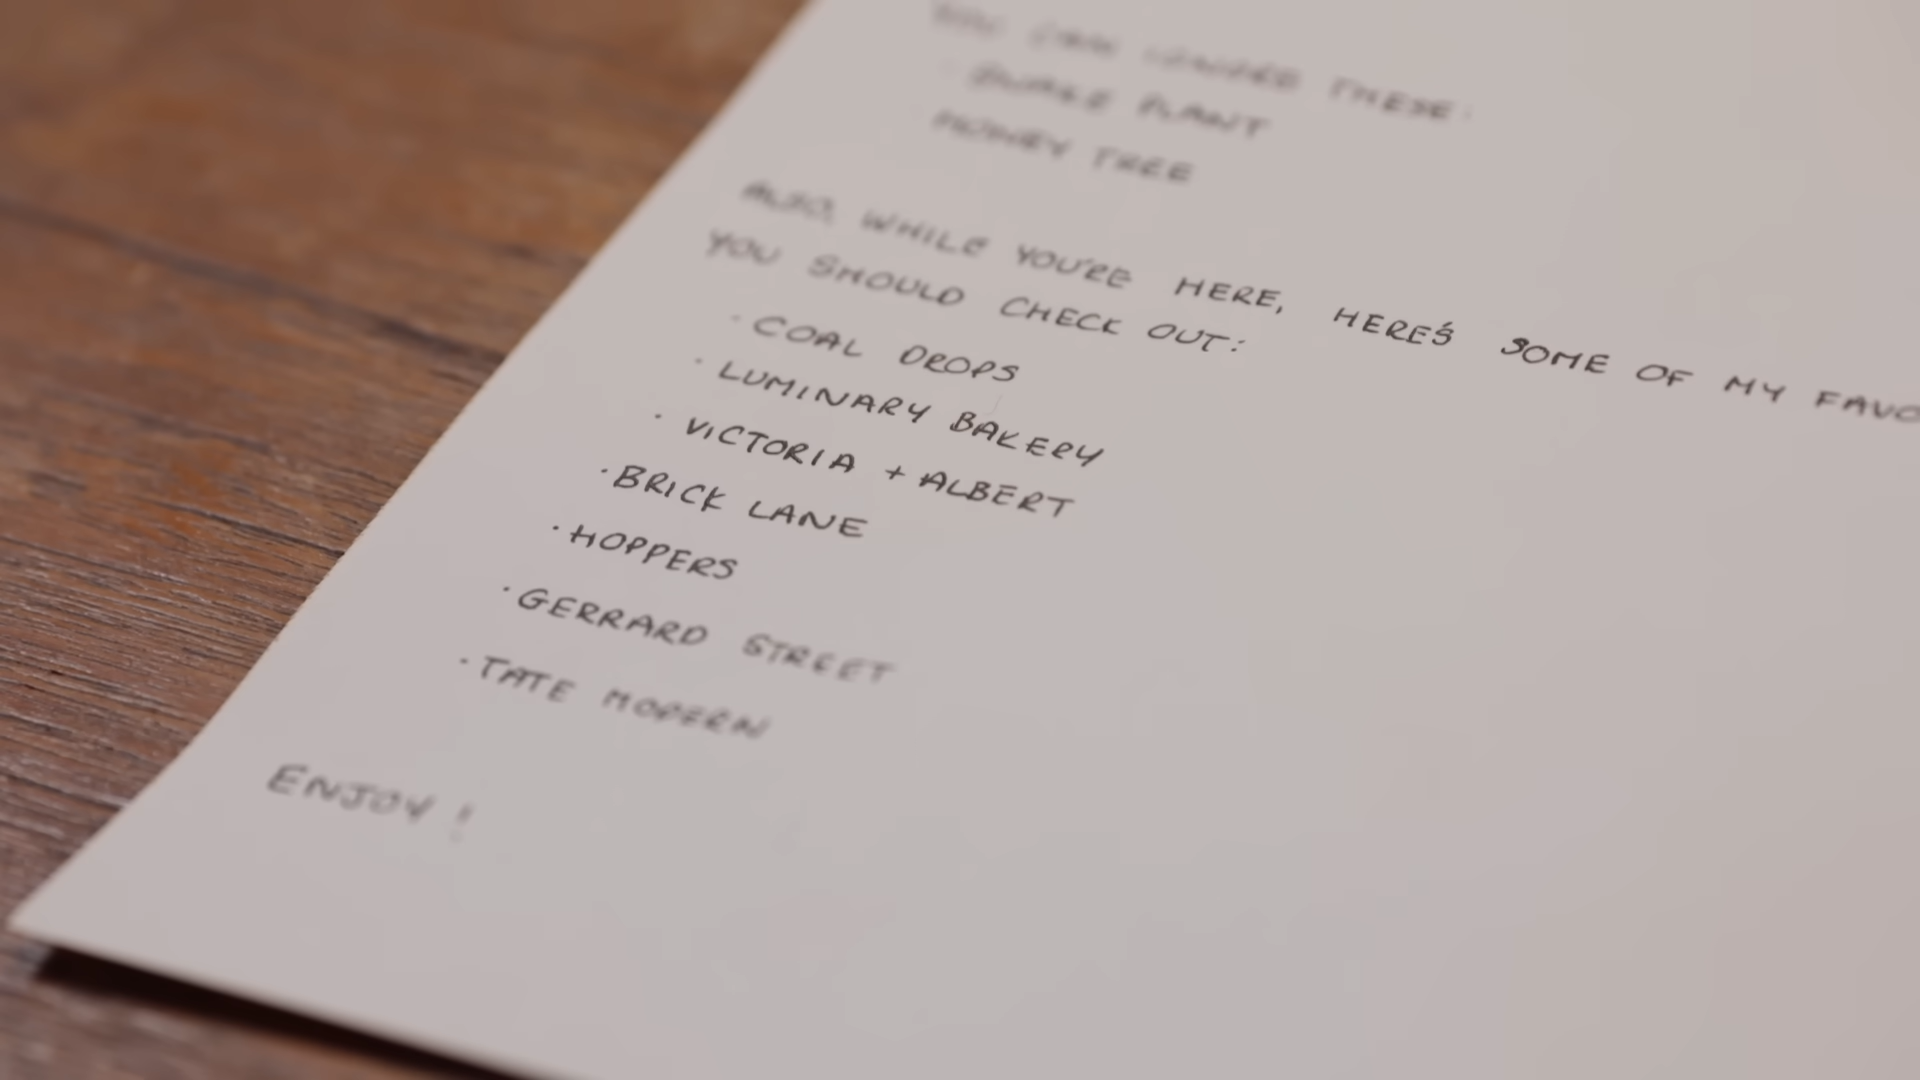 YOU CAN IGNORE THESE:
· SNAKE PLANT
MONEY TREE
ALSO, WHILE YOU'RE HERE, HERE'S SOME OF MY
YOU SHOULD CHECK OUT:
· COAL DROPS
· LUMINARY BAKERY
· VICTORIA + ALBERT
· BRICK LANE
· HOPPERS
· GERRARD STREET
· TATE MODERN
ENJOY!